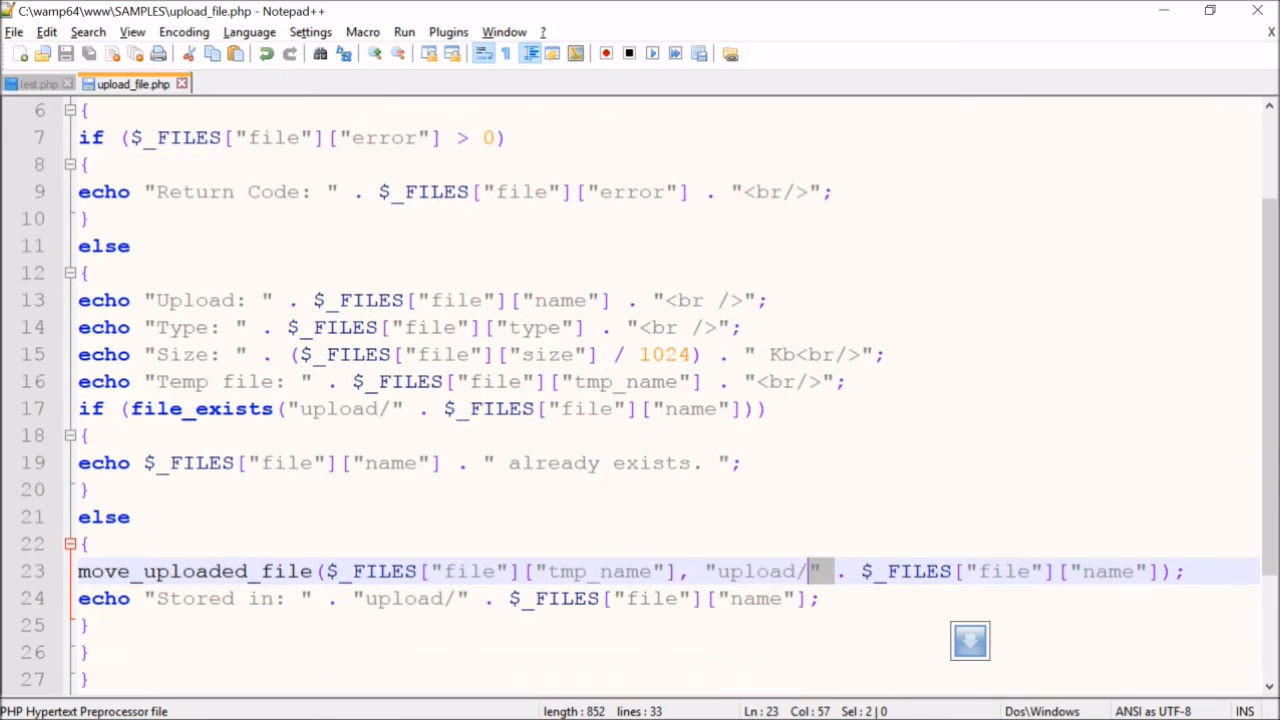 C:\wamp64\www\SAMPLES\upload_file.php - Notepad++
File Edit Search View Encoding Language Settings Macro Run Plugins Window ? X
test.php upload_file.php
6 {
7 if ($_FILES["file"]["error"] > 0)
8 {
9 echo "Return Code: " . $_FILES["file"]["error"] . "<br/>";
10 }
11 else
12 {
13 echo "Upload: " . $_FILES["file"]["name"] . "<br />";
14 echo "Type: " . $_FILES["file"]["type"] . "<br />";
15 echo "Size: " . ($_FILES["file"]["size"] / 1024) . " Kb<br/>";
16 echo "Temp file: " . $_FILES["file"]["tmp_name"] . "<br/>";
17 if (file_exists("upload/" . $_FILES["file"]["name"]))
18 {
19 echo $_FILES["file"]["name"] . " already exists. ";
20 }
21 else
22 {
23 move_uploaded_file($_FILES["file"]["tmp_name"], "upload/" . $_FILES["file"]["name"]);
24 echo "Stored in: " . "upload/" . $_FILES["file"]["name"];
25 }
26 }
27 }
PHP Hypertext Preprocessor file length : 852 lines : 33 Ln : 23 Col : 57 Sel : 2 | 0 Dos\Windows ANSI as UTF-8 INS